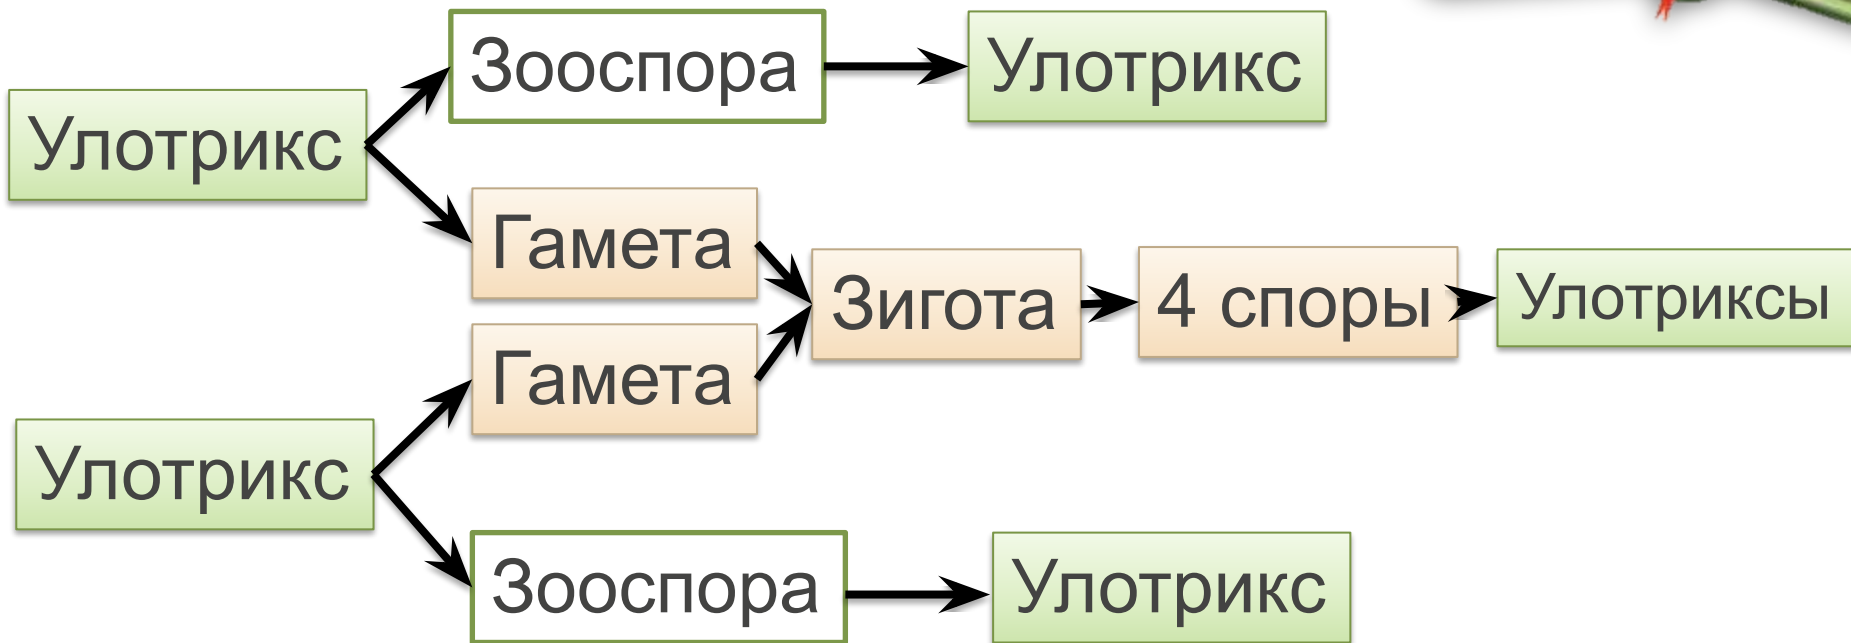 Зооспора
Улотрикс
Улотрикс
Гамета
Зигота
4 споры
Улотриксы
Гамета
Улотрикс
Зооспора
Улотрикс